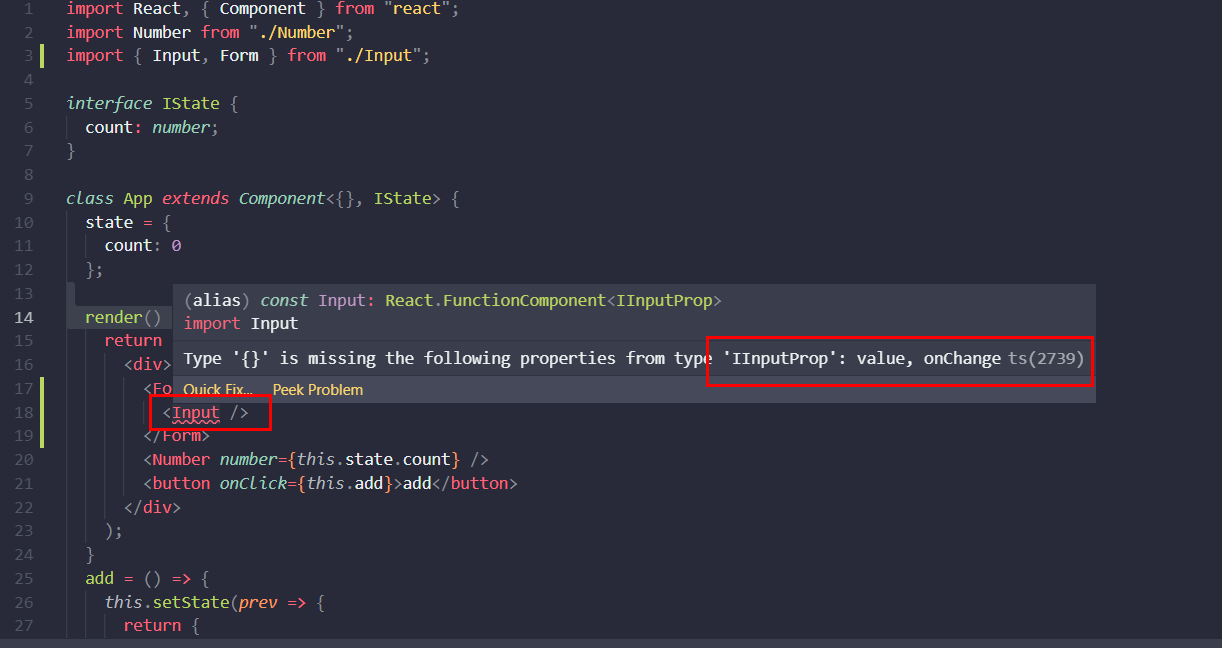 1 import React, { Component } from "react";
2 import Number from "./Number";
3 import { Input, Form } from "./Input";
4
5 interface IState {
6 count: number;
7 }
8
9 class App extends Component<{}, IState> {
10 state = {
11 count: 0
12 };
13
(alias) const Input: React.FunctionComponent<IInputProp>
14 render()
import Input
15 return
Type '{}' is missing the following properties from type 'IInputProp': value, onChange ts(2739)
16 <div>
17 <Fo
Quick Fix... Peek Problem
18 <Input />
19 </Form>
20 <Number number={this.state.count} />
21 <button onClick={this.add}>add</button>
22 </div>
23 );
24 }
25 add = () => {
26 this.setState(prev => {
27 return {